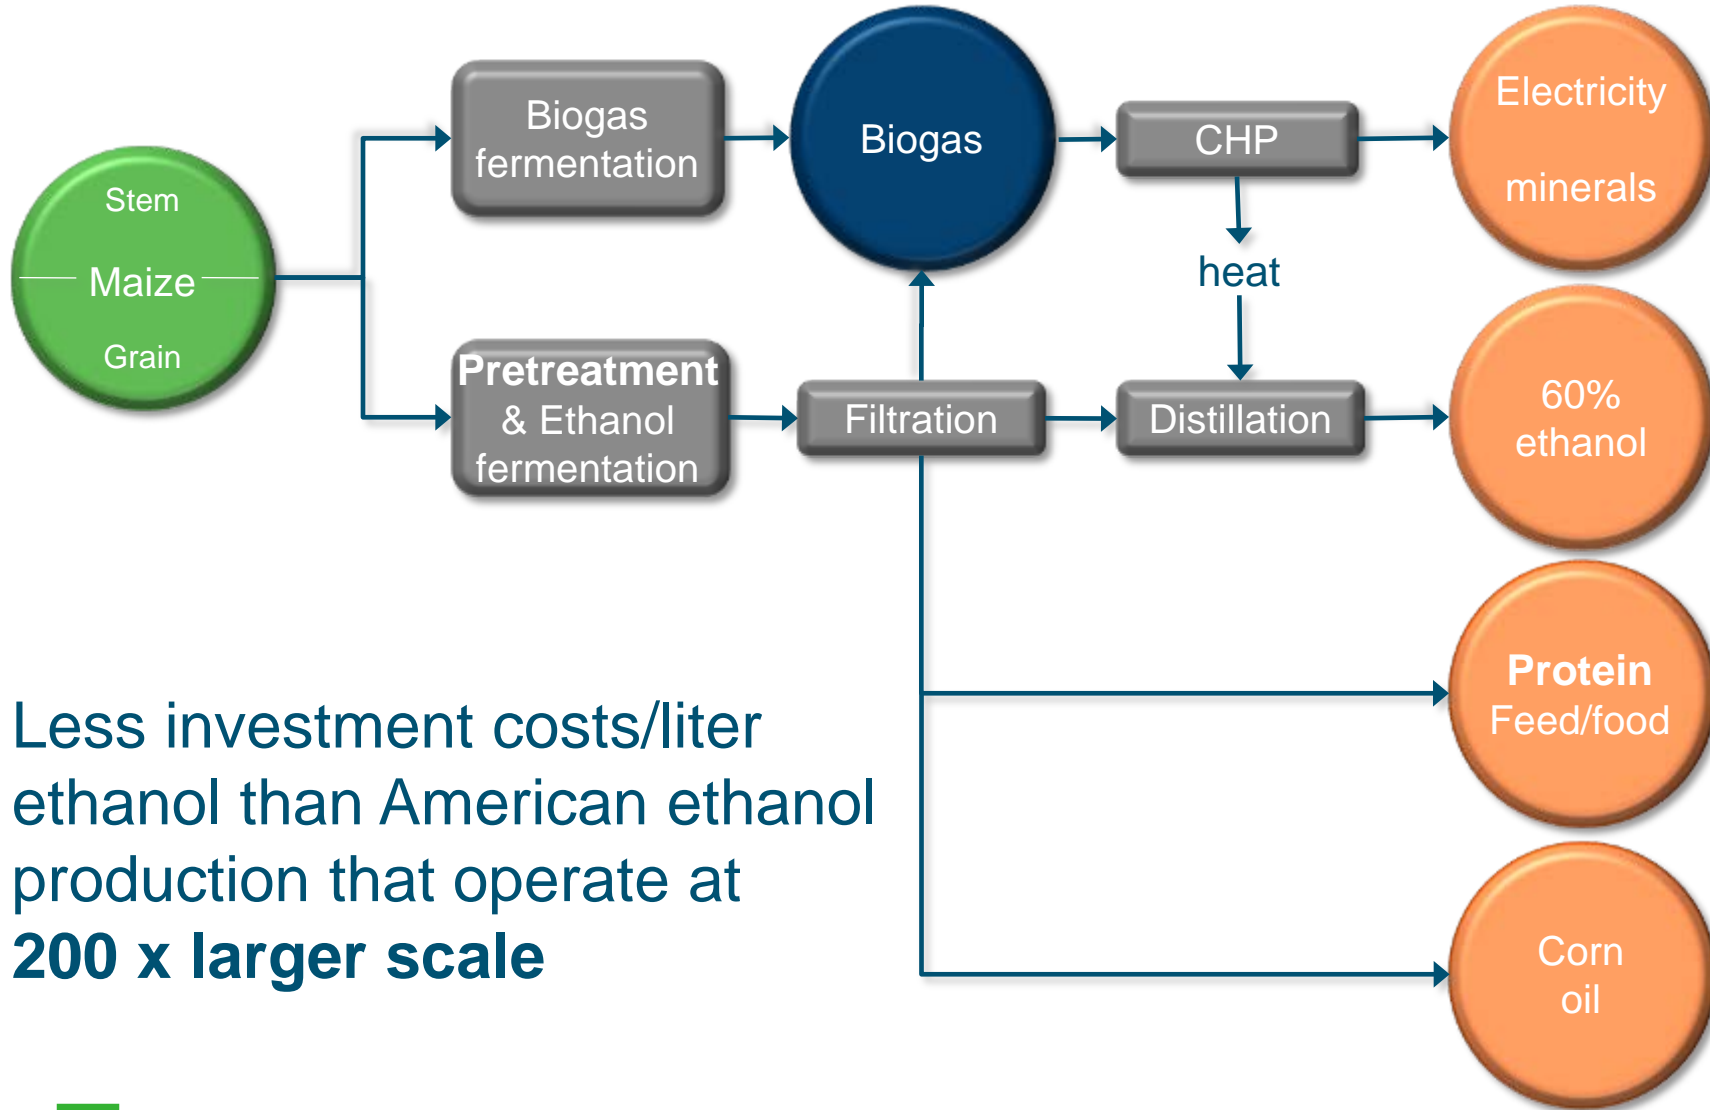 Stem
Maize
Grain
Biogas
fermentation
Biogas
CHP
Electricity
minerals
heat
Pretreatment
& Ethanol
fermentation
Filtration
Distillation
60%
ethanol
Protein
Feed/food
Corn
oil
Less investment costs/liter
ethanol than American ethanol
production that operate at
200 x larger scale